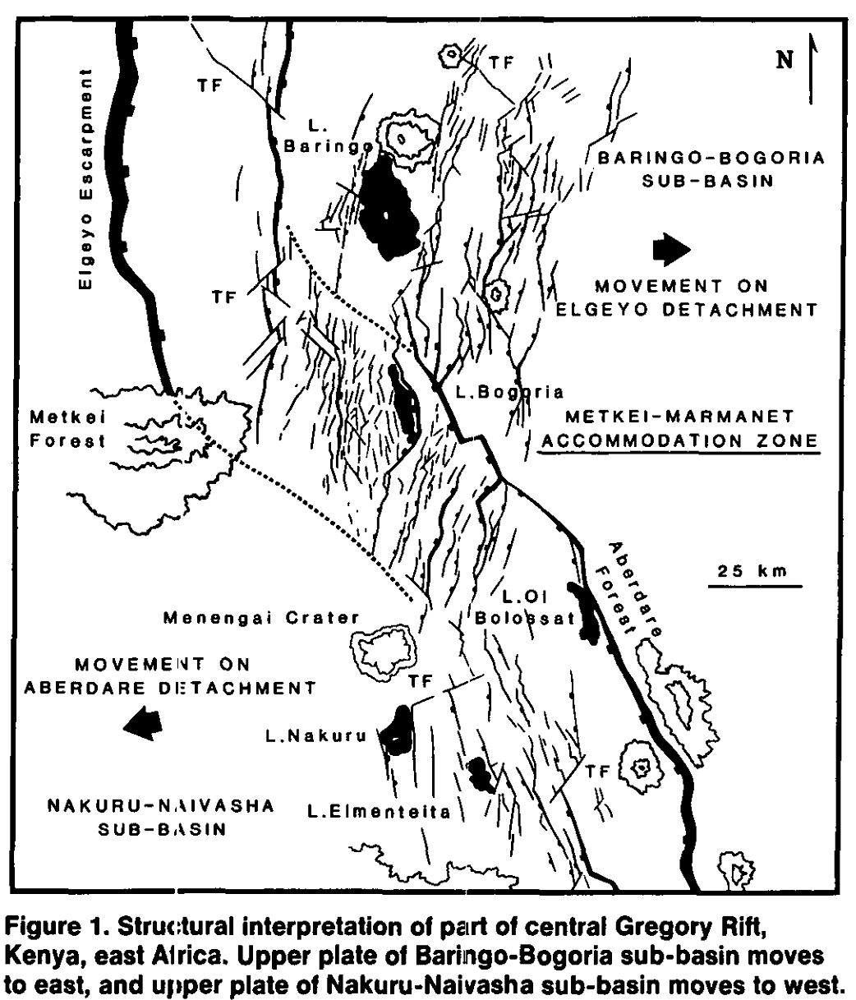 N
TF
TF
Elgeyo Escarpment
L.
Baringo
BARINGO-BOGORIA
SUB-BASIN
MOVEMENT ON
ELGEYO DETACHMENT
TF
L.Bogoria
Metkei
Forest
METKEI-MARMANET
ACCOMMODATION ZONE
Aberdare
Forest
25 km
L.Ol
Bolossat
Menengai Crater
MOVEMENT ON
ABERDARE DETACHMENT
TF
L.Nakuru
TF
NAKURU-NAIVASHA
SUB-BASIN
L.Elmenteita
Figure 1. Structural interpretation of part of central Gregory Rift,
Kenya, east Africa. Upper plate of Baringo-Bogoria sub-basin moves
to east, and upper plate of Nakuru-Naivasha sub-basin moves to west.